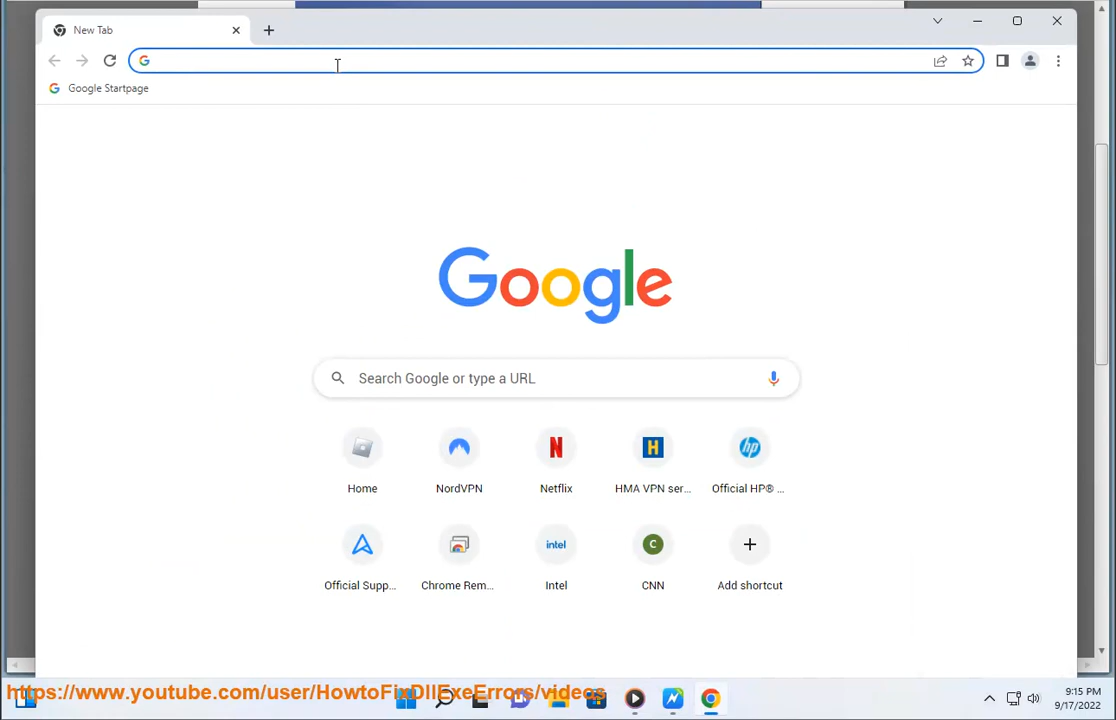 New Tab
Google Startpage
Google
Search Google or type a URL
Home
NordVPN
Netflix
HMA VPN ser...
Official HP® ...
Official Supp...
Chrome Rem...
intel
Intel
C
CNN
Add shortcut
https://www.youtube.com/user/HowtoFixDllExeErrors/videos
9:15 PM
9/17/2022